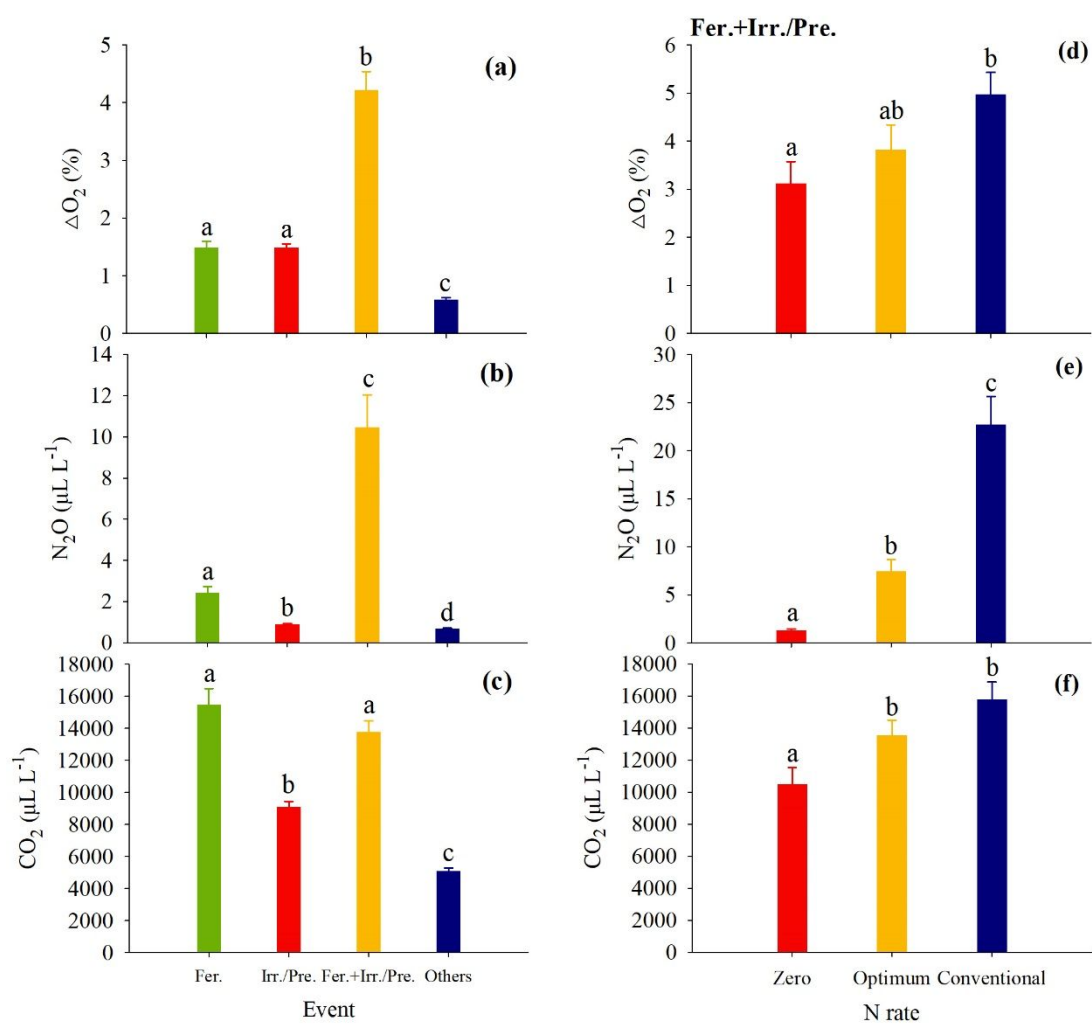 Fer.+Irr./Pre.
(a)
△O₂ (%)
5
4
3
2
1
0
a
a
b
c
(d)
△O₂ (%)
6
5
4
3
2
1
0
a
ab
b
(b)
N₂O (μL L⁻¹)
14
12
10
8
6
4
2
0
a
b
c
d
(e)
N₂O (μL L⁻¹)
30
25
20
15
10
5
0
a
b
c
(c)
CO₂ (μL L⁻¹)
18000
16000
14000
12000
10000
8000
6000
4000
2000
0
a
b
a
c
Fer. Irr./Pre. Fer.+Irr./Pre. Others
Event
(f)
CO₂ (μL L⁻¹)
18000
16000
14000
12000
10000
8000
6000
4000
2000
0
a
b
b
Zero Optimum Conventional
N rate